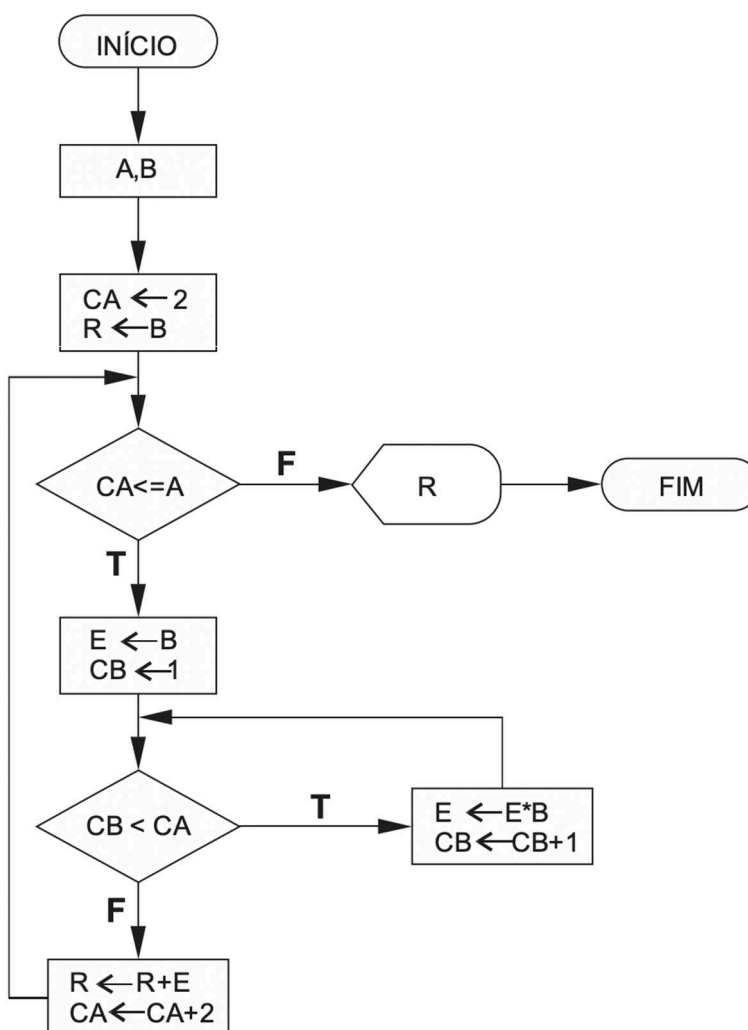 INÍCIO
A,B
CA ← 2
R ← B
CA<=A
F
R
FIM
T
E ← B
CB ← 1
CB < CA
T
E ← E*B
CB ← CB+1
F
R ← R+E
CA ← CA+2